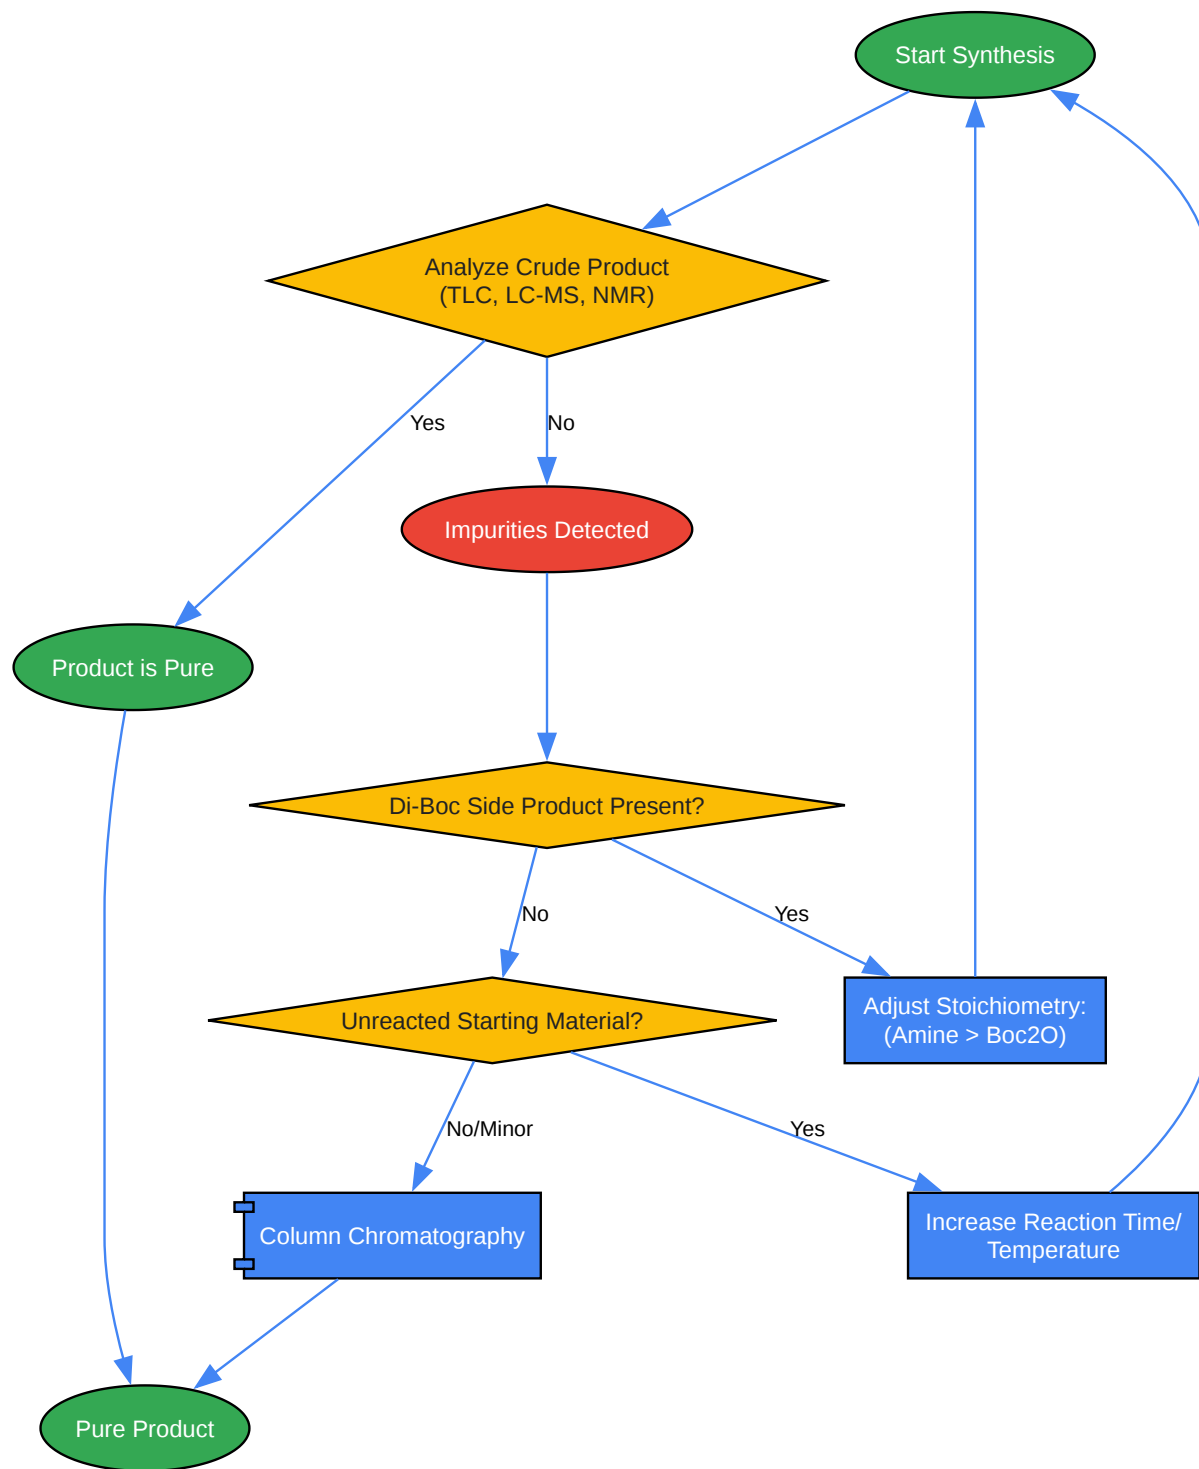 Start Synthesis
Analyze Crude Product
(TLC, LC-MS, NMR)
Yes
No
Impurities Detected
Product is Pure
Di-Boc Side Product Present?
No
Yes
Adjust Stoichiometry:
(Amine > Boc2O)
Unreacted Starting Material?
No/Minor
Yes
Column Chromatography
Increase Reaction Time/
Temperature
Pure Product